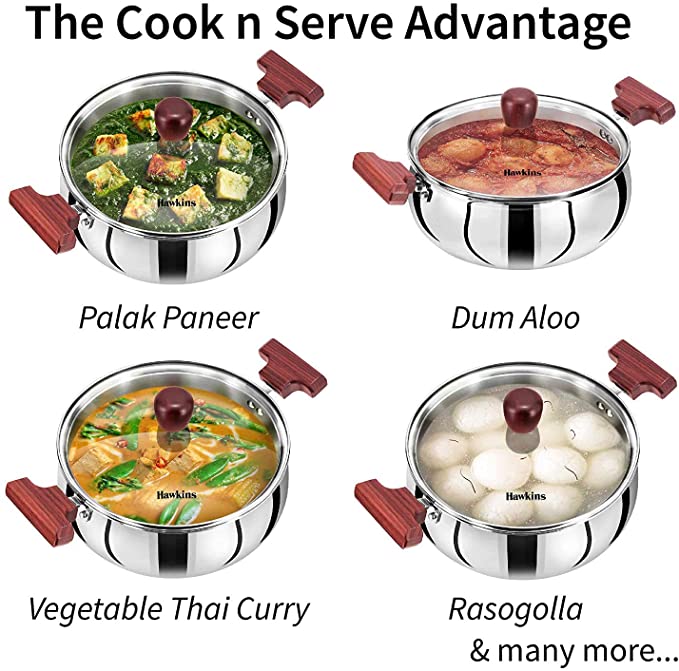 The Cook n Serve Advantage
Hawkins
Hawkins
Palak Paneer
Dum Aloo
Hawkins
Hawkins
Vegetable Thai Curry
Rasogolla
& many more...